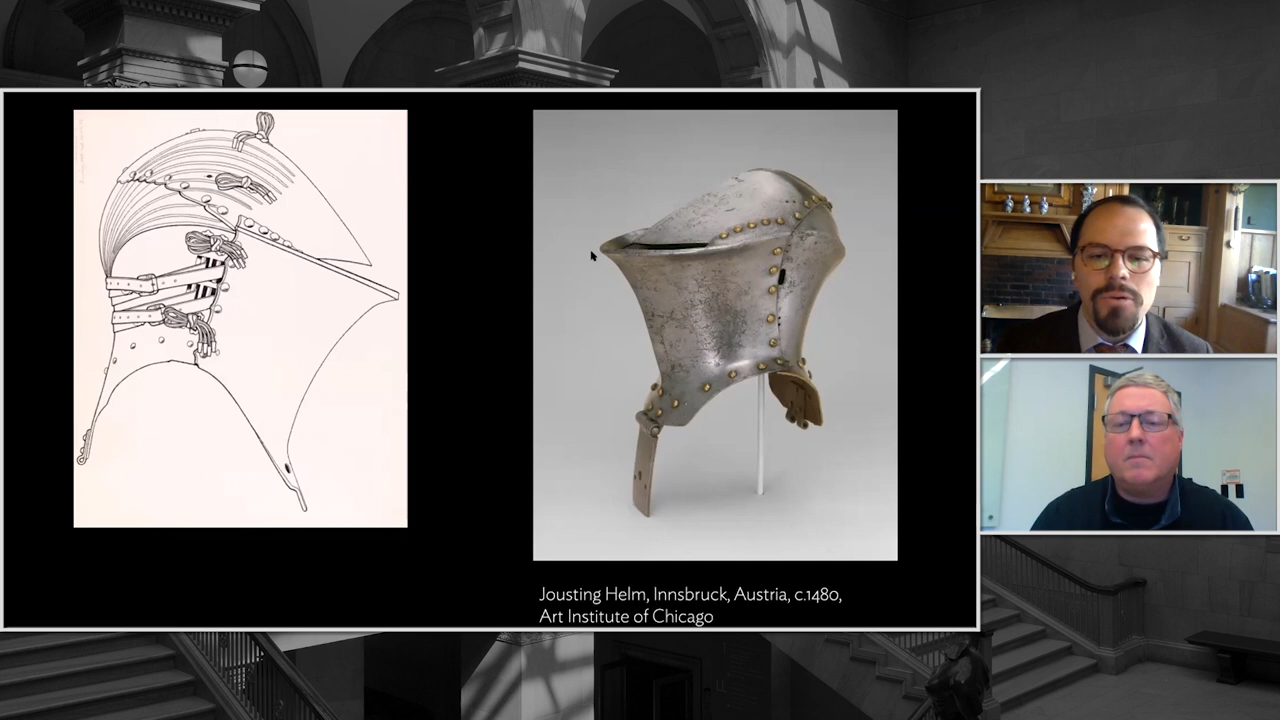 Jousting Helm, Innsbruck, Austria, c.1480,
Art Institute of Chicago